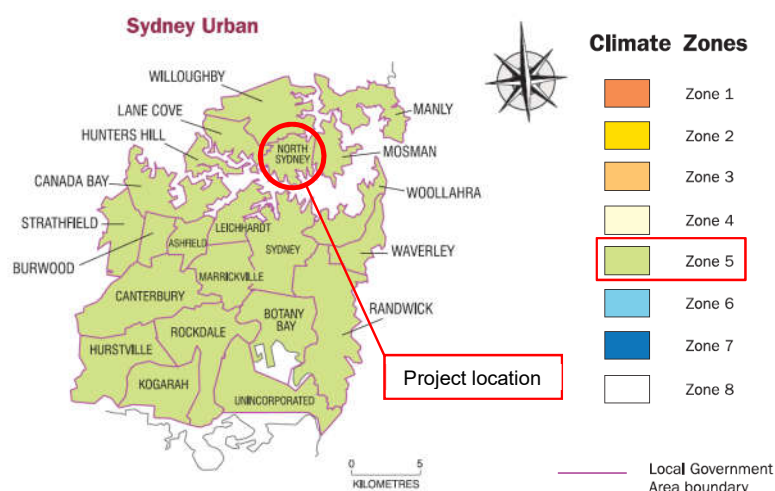 Sydney Urban
WILLOUGHBY
LANE COVE
HUNTERS HILL
CANADA BAY
STRATHFIELD
BURWOOD
MANLY
MOSMAN
NORTH
SYDNEY
WOOLLAHRA
LEICHHARDT
ASHFIELD
SYDNEY
WAVERLEY
MARRICKVILLE
CANTERBURY
BOTANY
BAY
RANDWICK
ROCKDALE
HURSTVILLE
KOGARAH
UNINCORPORATED
Project location
0 5
KILOMETRES
Climate Zones
Zone 1
Zone 2
Zone 3
Zone 4
Zone 5
Zone 6
Zone 7
Zone 8
Local Government
Area boundary